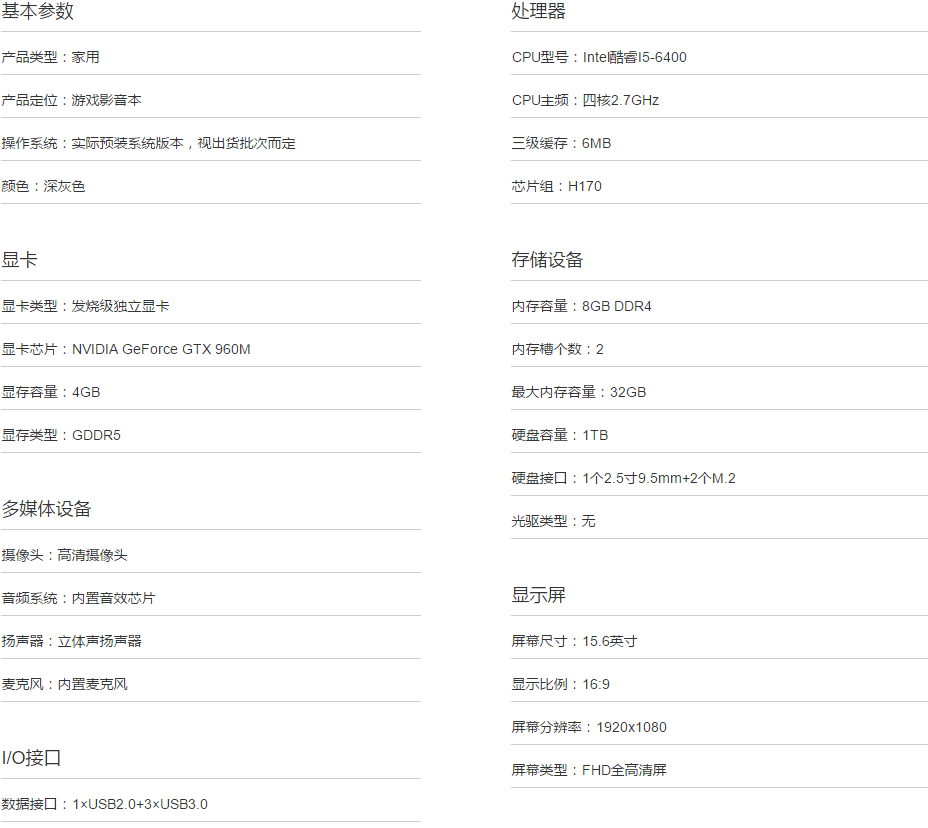 基本参数
产品类型：家用
产品定位：游戏影音本
操作系统：实际预装系统版本，视出货批次而定
颜色：深灰色
显卡
显卡类型：发烧级独立显卡
显卡芯片：NVIDIA GeForce GTX 960M
显存容量：4GB
显存类型：GDDR5
多媒体设备
摄像头：高清摄像头
音频系统：内置音效芯片
扬声器：立体声扬声器
麦克风：内置麦克风
I/O接口
数据接口：1×USB2.0+3×USB3.0
处理器
CPU型号：Intel酷睿I5-6400
CPU主频：四核2.7GHz
三级缓存：6MB
芯片组：H170
存储设备
内存容量：8GB DDR4
内存槽个数：2
最大内存容量：32GB
硬盘容量：1TB
硬盘接口：1个2.5寸9.5mm+2个M.2
光驱类型：无
显示屏
屏幕尺寸：15.6英寸
显示比例：16:9
屏幕分辨率：1920x1080
屏幕类型：FHD全高清屏